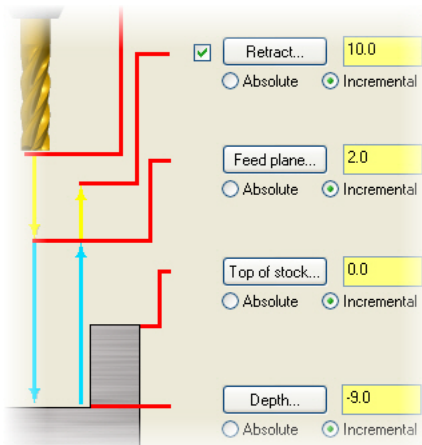 Retract... 10.0
Absolute Incremental
Feed plane... 2.0
Absolute Incremental
Top of stock... 0.0
Absolute Incremental
Depth... -9.0
Absolute Incremental